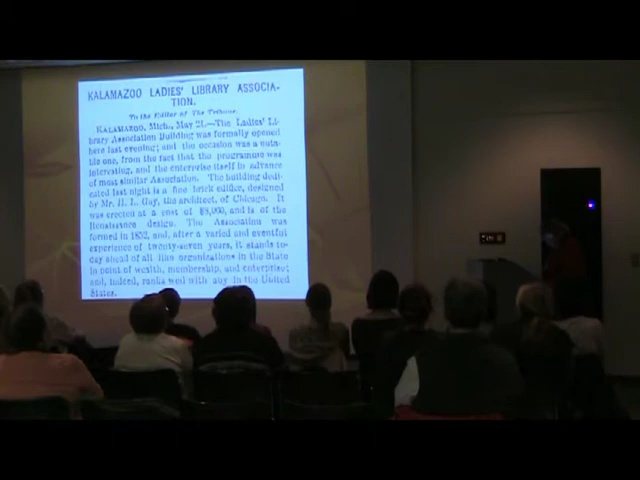 KALAMAZOO LADIES' LIBRARY ASSOCIA-
TION.
To the Editor of The Tribune.
KALAMAZOO, Mich., May 21.—The Ladies' Li-
brary Association Building was formally opened
here last evening; and the occasion was a nota-
ble one, from the fact that the programme was
interesting, and the enterprise itself in advance
of most similar Association. The building dedi-
cated last night is a fine brick edifice, designed
by Mr. H. L. Gay, the architect, of Chicago. It
was erected at a cost of $8,000, and is of the
Renaissance design. The Association was
formed in 1852, and, after a varied and eventful
experience of twenty-seven years, it stands to-
day ahead of all like organizations in the State
in point of wealth, membership, and enterprise;
and, indeed, ranks well with any in the United
States.